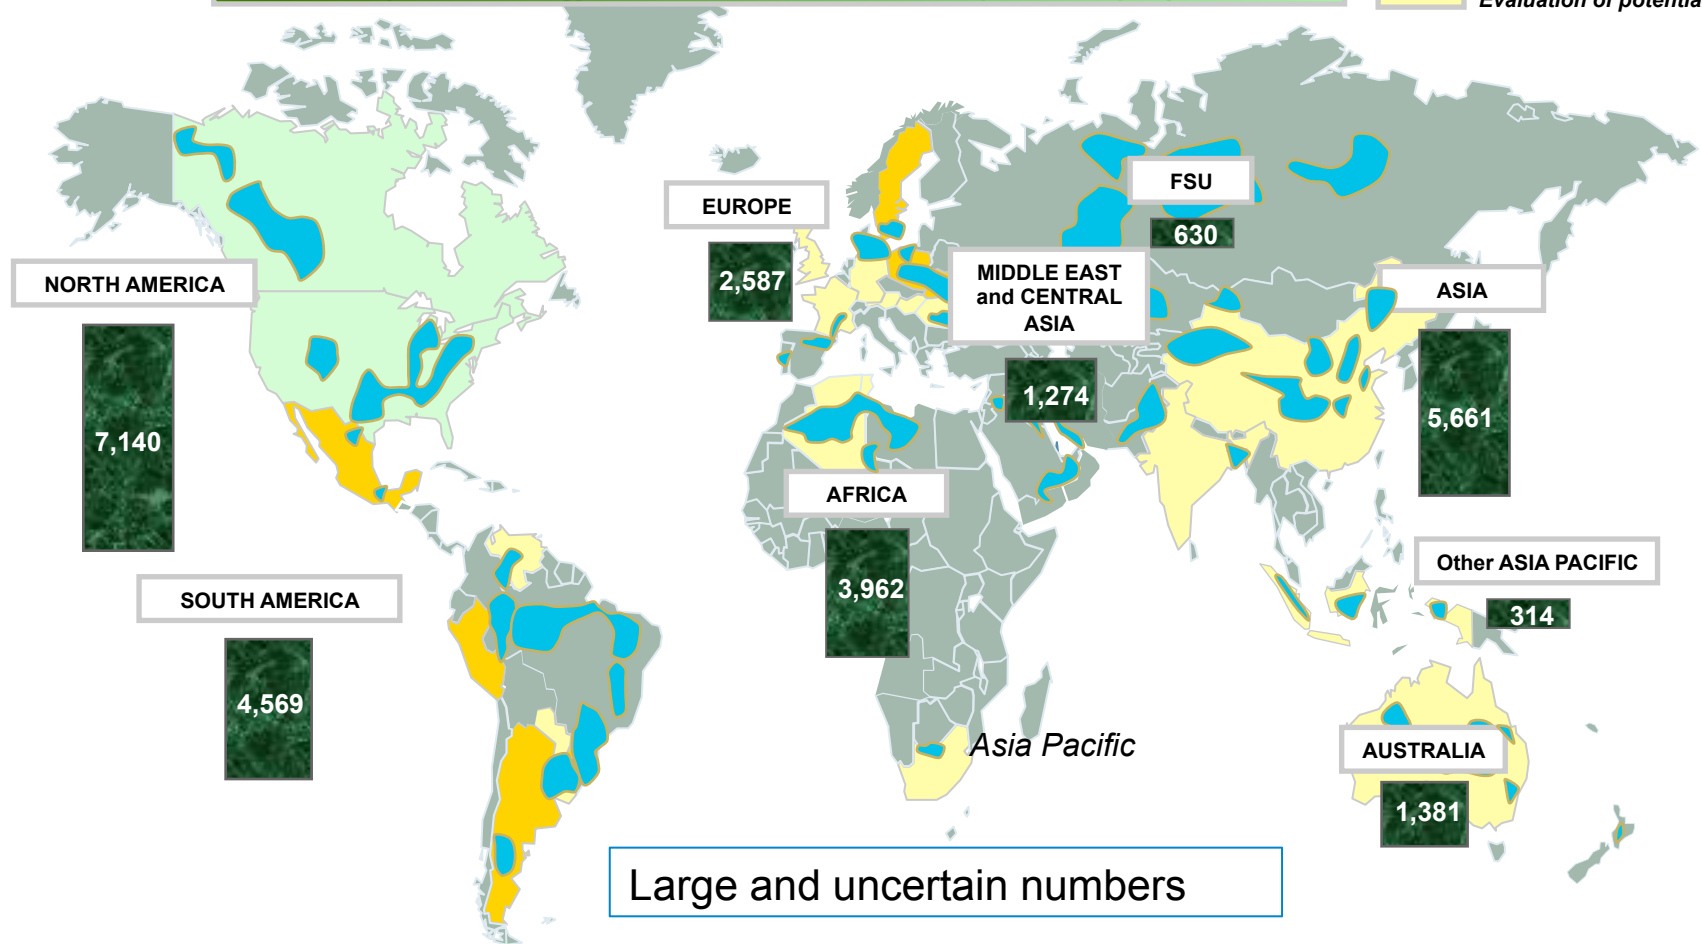 Evaluation of potentia
FSU
630
EUROPE
2,587
MIDDLE EAST
and CENTRAL
ASIA
1,274
NORTH AMERICA
7,140
ASIA
5,661
AFRICA
3,962
Other ASIA PACIFIC
314
SOUTH AMERICA
4,569
Asia Pacific
AUSTRALIA
1,381
Large and uncertain numbers